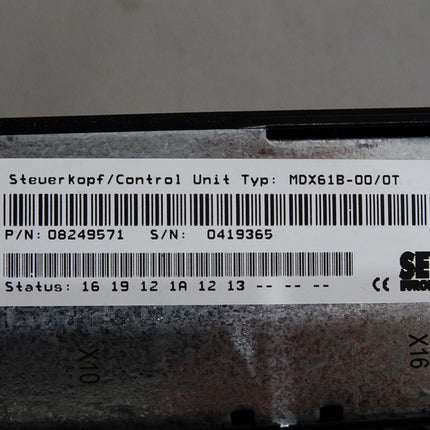 Steuerkopf/Control Unit Typ: MDX61B-00/0T
P/N: 08249571 S/N: 0419365
Status: 16 19 12 1A 12 13 -- -- --
CE
X10
X16